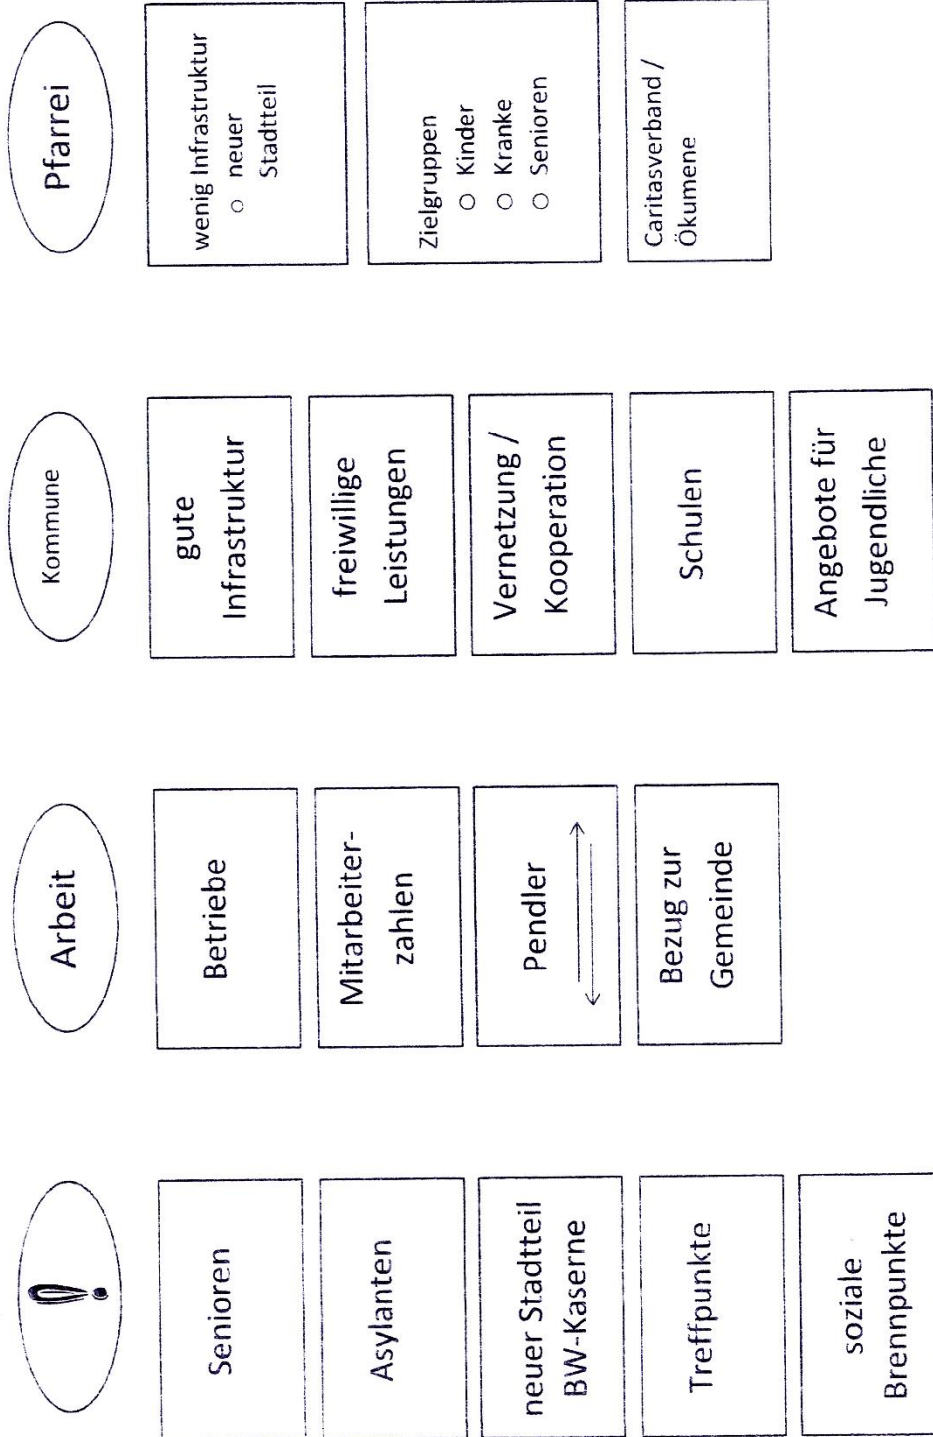 !
Senioren
Asylanten
neuer Stadtteil
BW-Kaserne
Treffpunkte
soziale
Brennpunkte
Arbeit
Betriebe
Mitarbeiter-
zahlen
Pendler
Bezug zur
Gemeinde
Kommune
gute
Infrastruktur
freiwillige
Leistungen
Vernetzung /
Kooperation
Schulen
Angebote für
Jugendliche
Pfarrei
wenig Infrastruktur
○ neuer
Stadtteil
Zielgruppen
○ Kinder
○ Kranke
○ Senioren
Caritasverband /
Ökumene